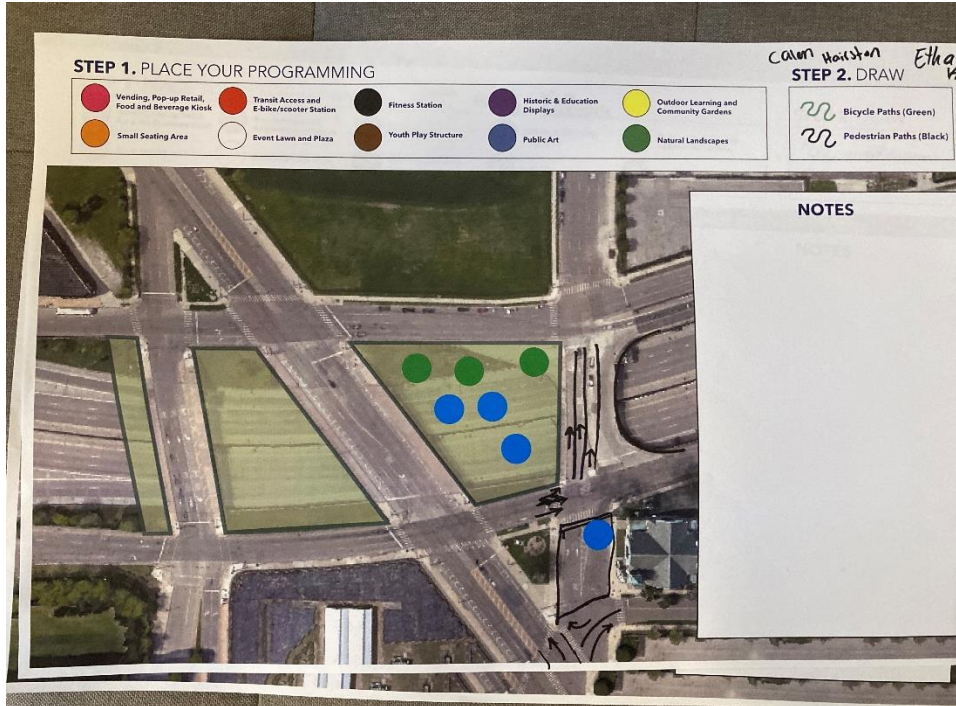 Calen Hairston
STEP 1. PLACE YOUR PROGRAMMING
STEP 2. DRAW
Vending, Pop-up Retail,
Food and Beverage Kiosk
Transit Access and
E-bike/scooter Station
Fitness Station
Historic & Education
Displays
Outdoor Learning and
Community Gardens
Small Seating Area
Event Lawn and Plaza
Youth Play Structure
Public Art
Natural Landscapes
Bicycle Paths (Green)
Pedestrian Paths (Black)
NOTES